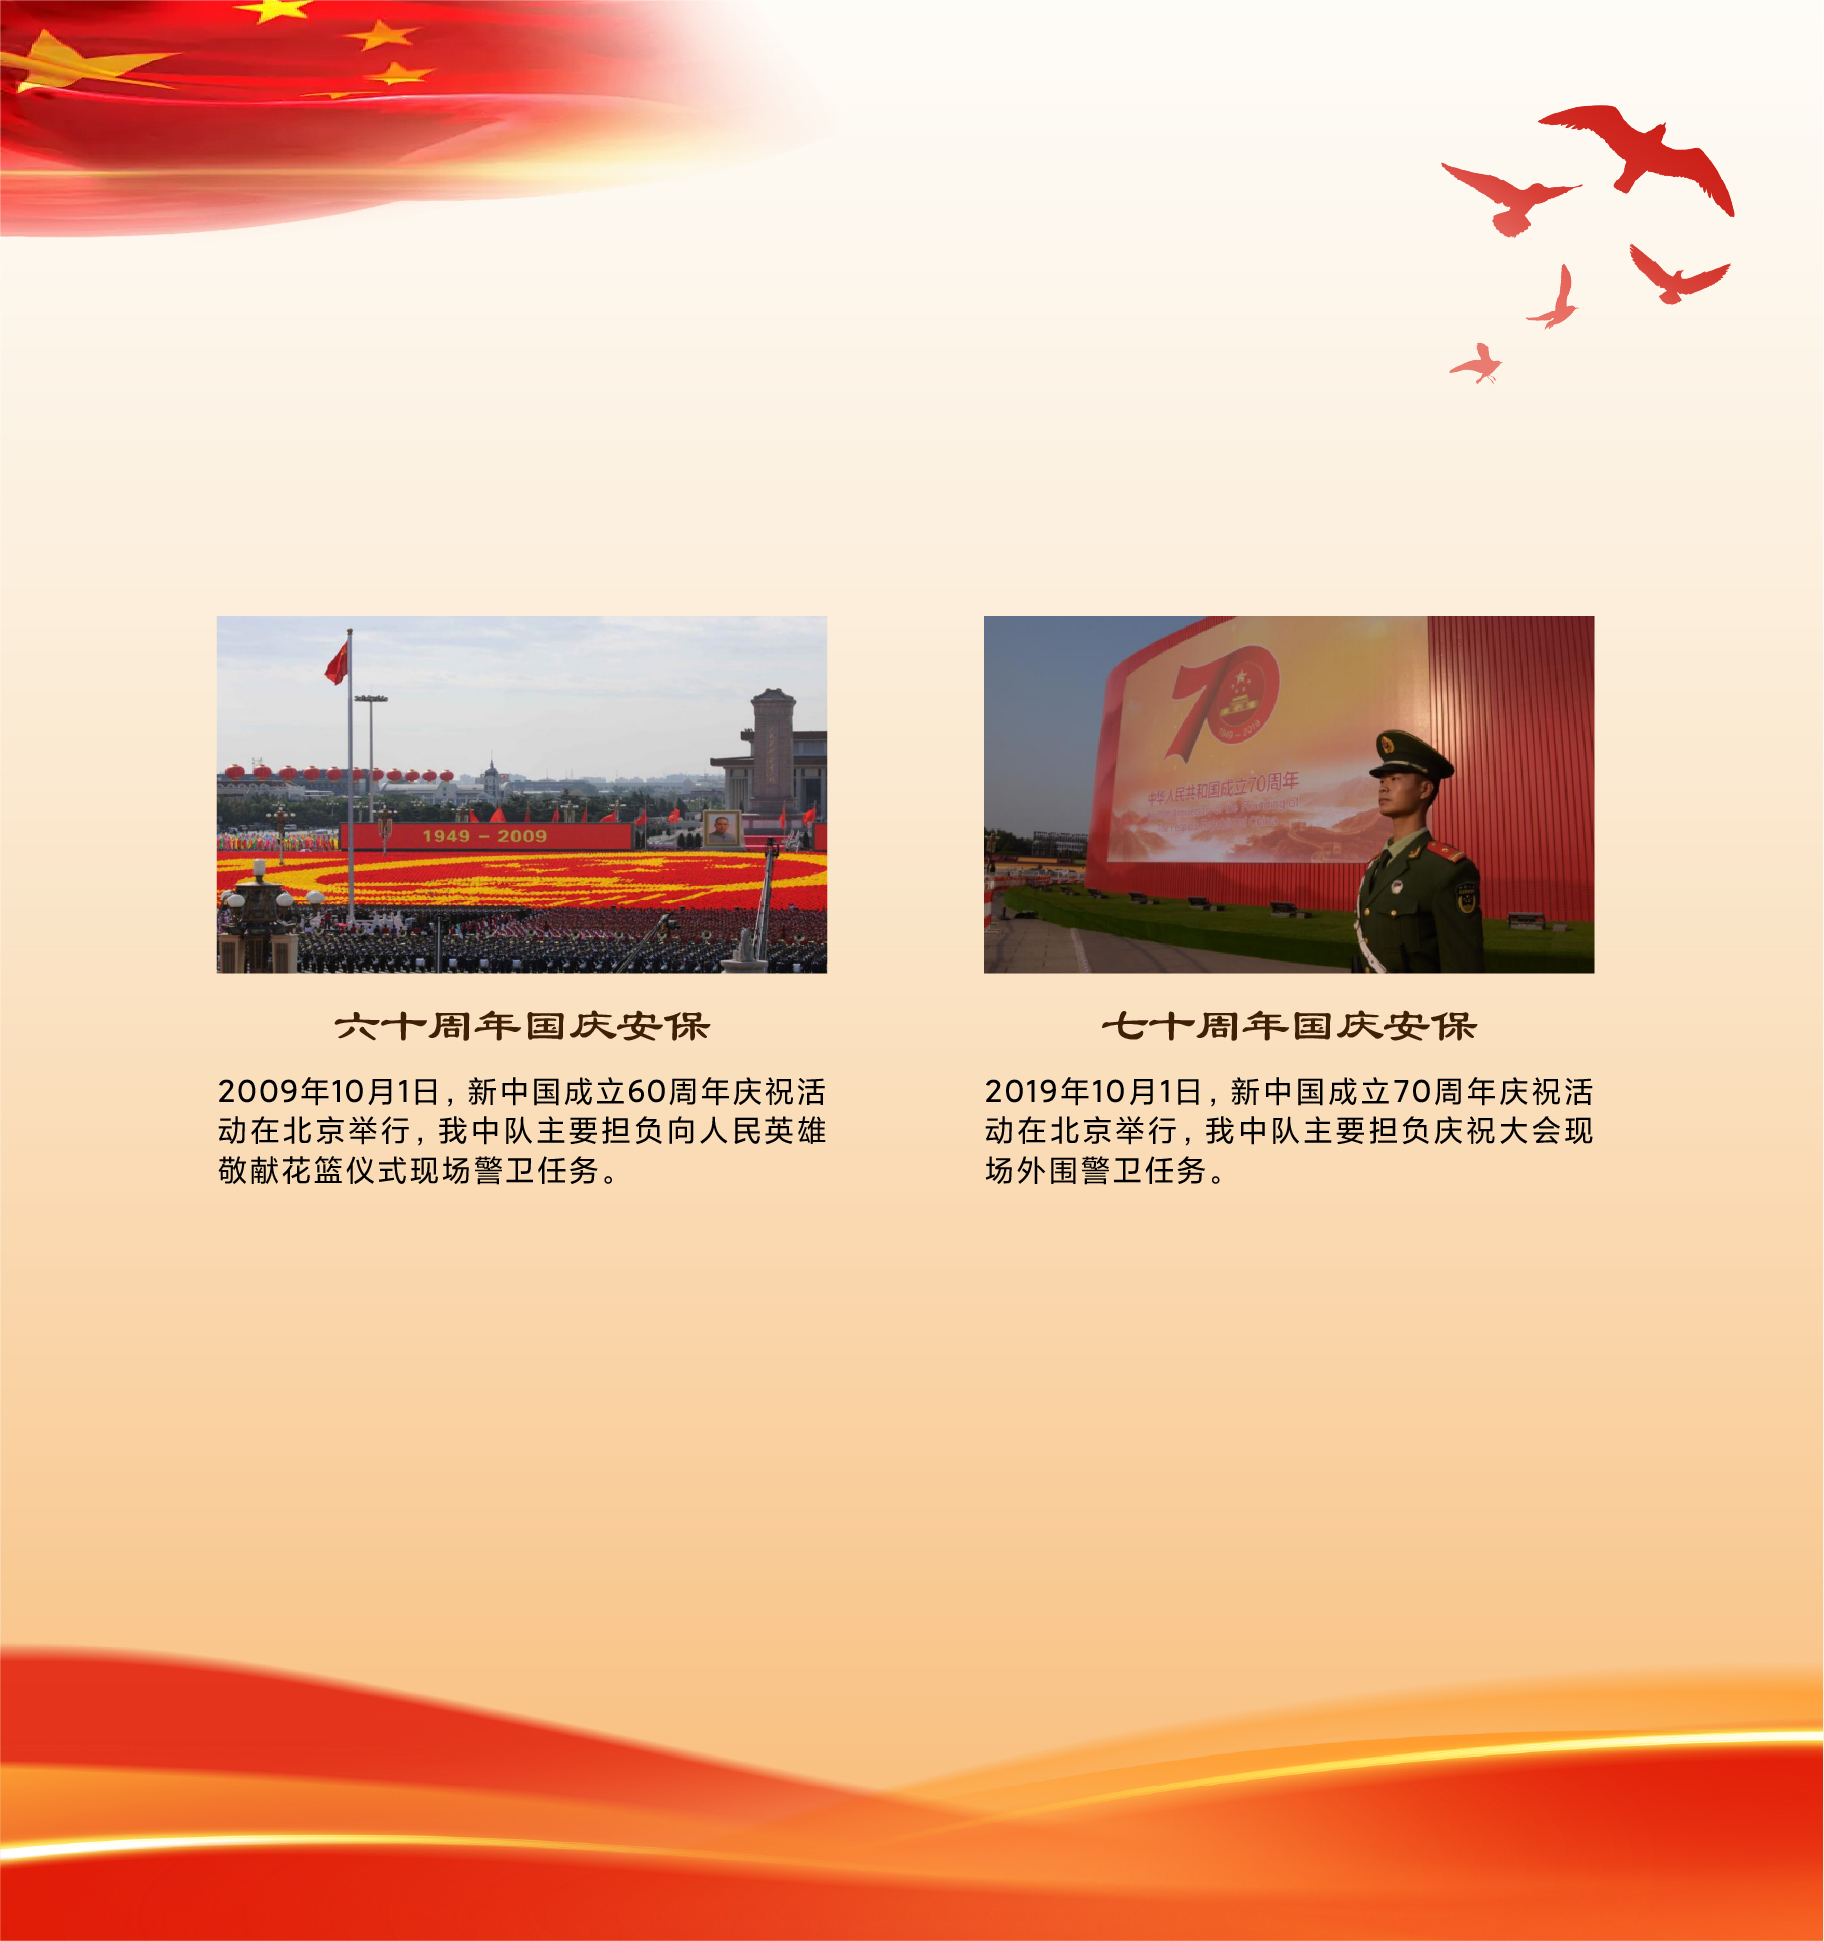 1949 - 2009
1949 - 2019
中华人民共和国成立70周年
六十周年国庆安保
2009年10月1日，新中国成立60周年庆祝活
动在北京举行，我中队主要担负向人民英雄
敬献花篮仪式现场警卫任务。
七十周年国庆安保
2019年10月1日，新中国成立70周年庆祝活
动在北京举行，我中队主要担负庆祝大会现
场外围警卫任务。